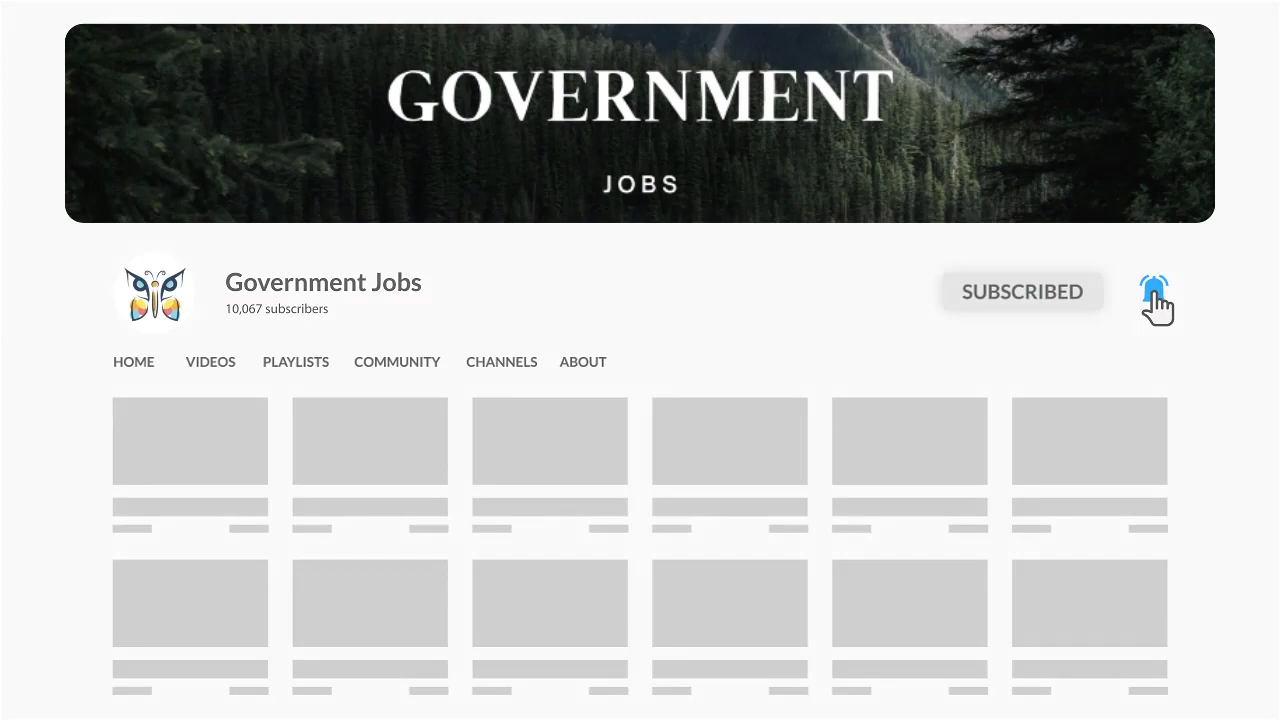 GOVERNMENT
JOBS
Government Jobs
10,067 subscribers
SUBSCRIBED
HOME VIDEOS PLAYLISTS COMMUNITY CHANNELS ABOUT